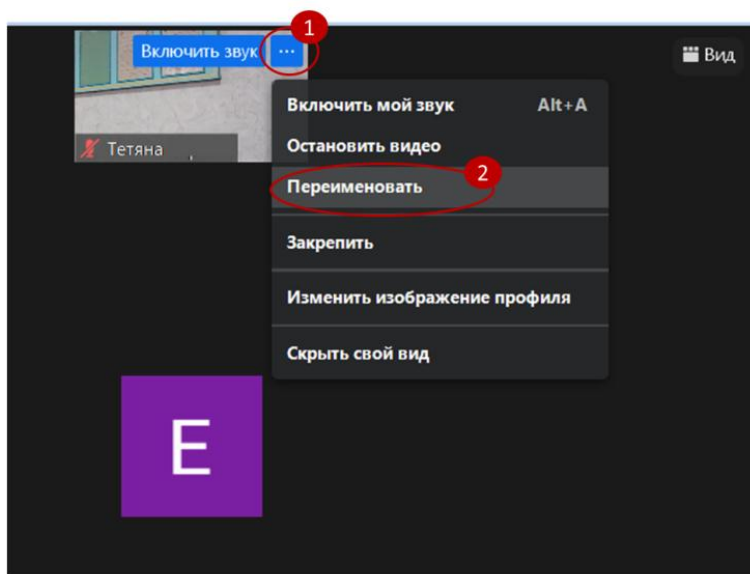 1
Включить звук ...
Вид
Включить мой звук Alt+A
Тетяна
Остановить видео
Переименовать
2
Закрепить
Изменить изображение профиля
Скрыть свой вид
E